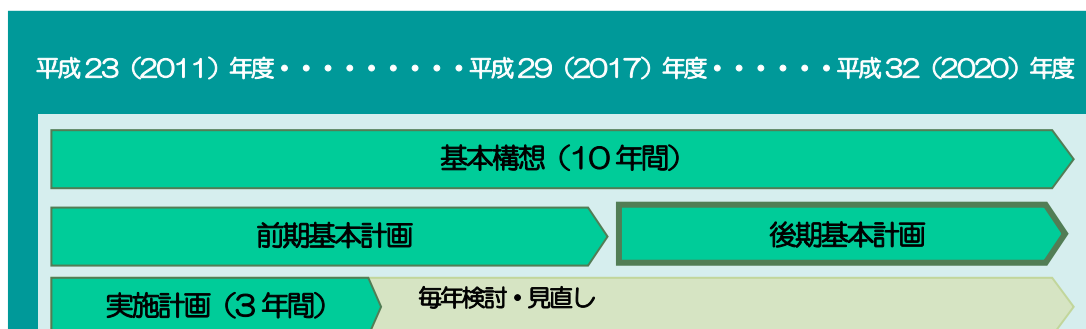 平成23（2011）年度・・・・・・・・・平成29（2017）年度・・・・・・平成32（2020）年度
基本構想（10年間）
前期基本計画
後期基本計画
実施計画（3年間）
毎年検討・見直し